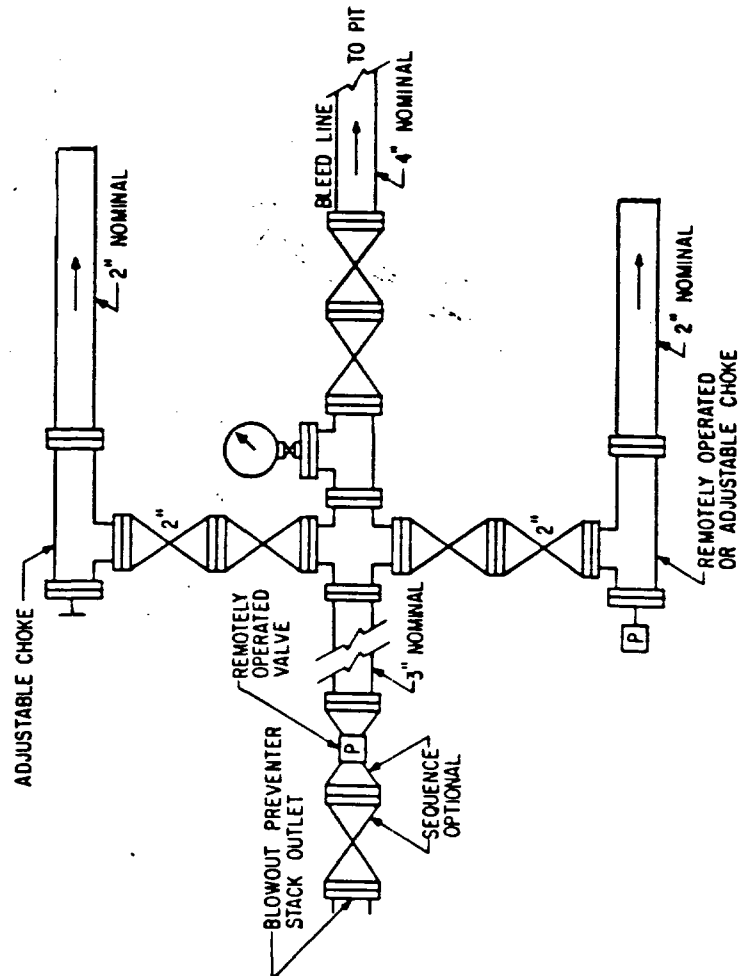 ADJUSTABLE CHOKE
2" NOMINAL
2"
BLEED LINE
TO PIT
4" NOMINAL
REMOTELY
OPERATED
VALVE
BLOWOUT PREVENTER
STACK OUTLET
P
3" NOMINAL
SEQUENCE-
OPTIONAL
2"
P
2" NOMINAL
REMOTELY OPERATED
OR ADJUSTABLE CHOKE